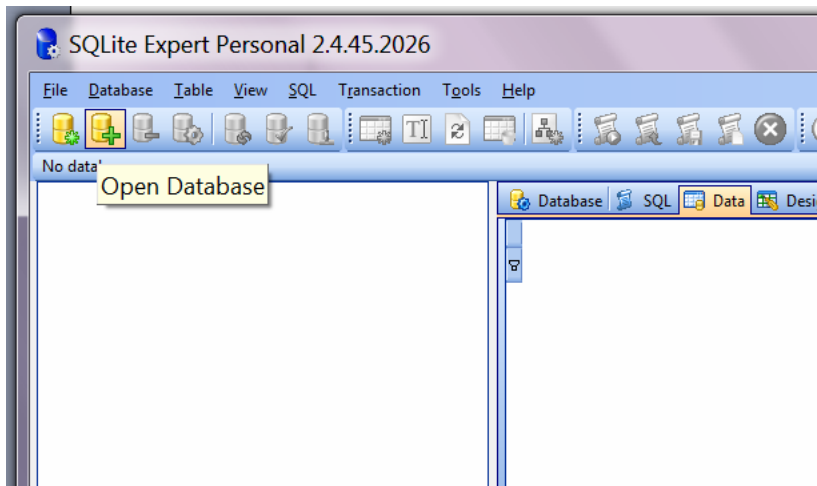 SQLite Expert Personal 2.4.45.2026
File Database Table View SQL Transaction Tools Help
No
Open Database
Database SQL Data